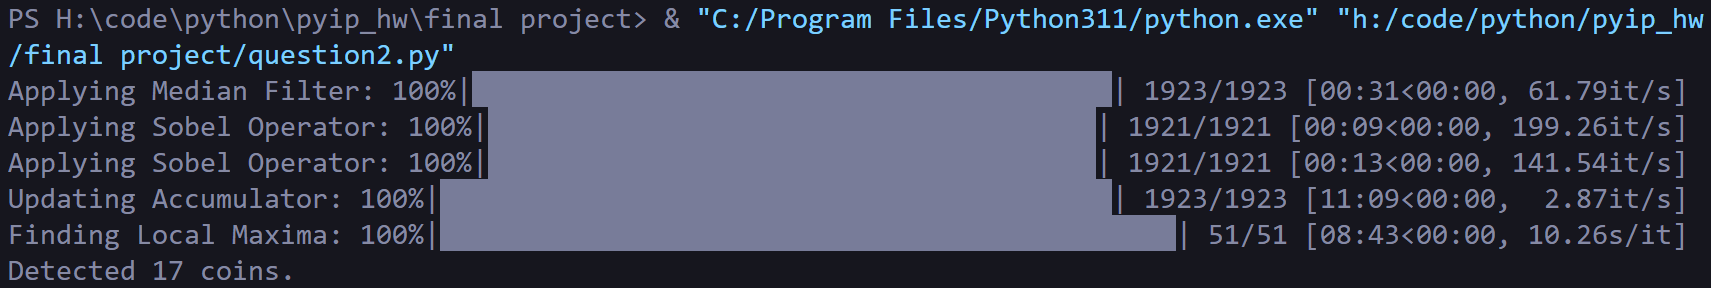 PS H:\code\python\pyip_hw\final project> & "C:/Program Files/Python311/python.exe" "h:/code/python/pyip_hw
/final project/question2.py"
Applying Median Filter: 100%|| 1923/1923 [00:31<00:00, 61.79it/s]
Applying Sobel Operator: 100%|| 1921/1921 [00:09<00:00, 199.26it/s]
Applying Sobel Operator: 100%|| 1921/1921 [00:13<00:00, 141.54it/s]
Updating Accumulator: 100%|| 1923/1923 [11:09<00:00,  2.87it/s]
Finding Local Maxima: 100%|| 51/51 [08:43<00:00, 10.26s/it]
Detected 17 coins.